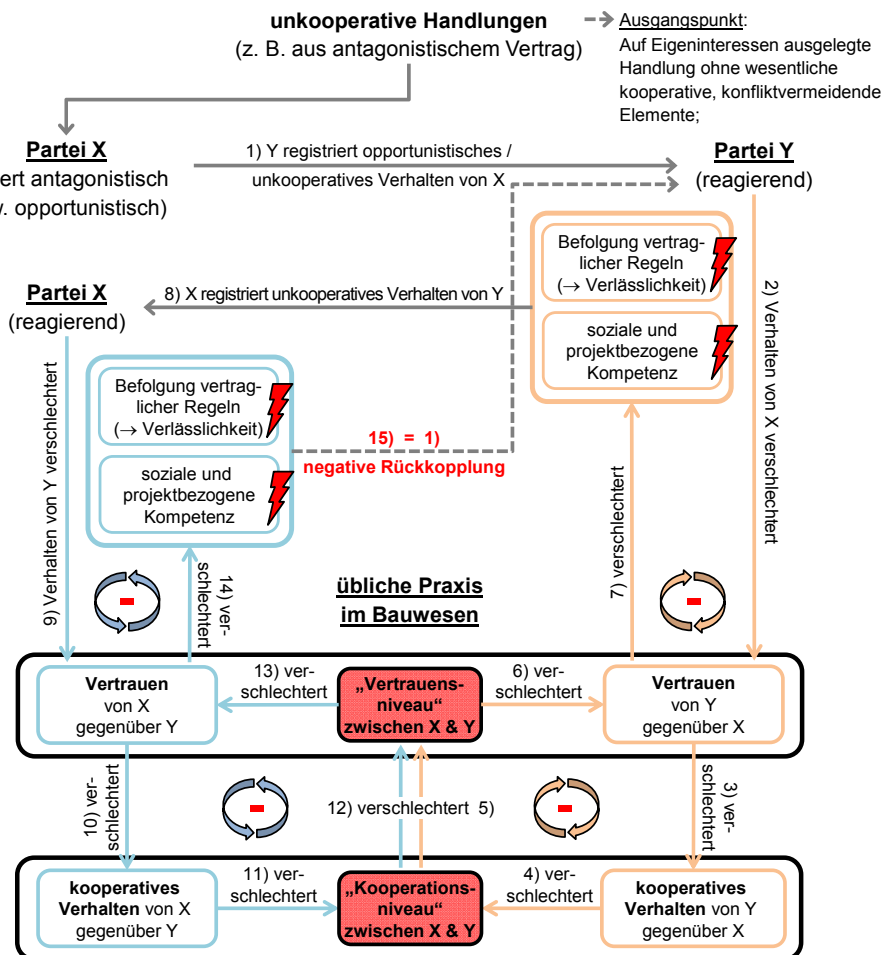 unkooperative Handlungen
(z. B. aus antagonistischem Vertrag)
Ausgangspunkt:
Auf Eigeninteressen ausgelegte
Handlung ohne wesentliche
kooperative, konfliktvermeidende
Elemente;
Partei X
ert antagonistisch
w. opportunistisch)
1) Y registriert opportunistisches /
unkooperatives Verhalten von X
Partei Y
(reagierend)
Befolgung vertrag-
licher Regeln
(→ Verlässlichkeit)
soziale und
projektbezogene
Kompetenz
2) Verhalten von X verschlechtert
Partei X
(reagierend)
8) X registriert unkooperatives Verhalten von Y
Befolgung vertrag-
licher Regeln
(→ Verlässlichkeit)
soziale und
projektbezogene
Kompetenz
15) = 1)
negative Rückkopplung
9) Verhalten von Y verschlechtert
14) ver-
schlechtert
übliche Praxis
im Bauwesen
7) verschlechtert
Vertrauen
von X
gegenüber Y
13) ver-
schlechtert
„Vertrauens-
niveau“
zwischen X & Y
6) ver-
schlechtert
Vertrauen
von Y
gegenüber X
10) ver-
schlechtert
12) verschlechtert 5)
3) ver-
schlechtert
kooperatives
Verhalten von X
gegenüber Y
11) ver-
schlechtert
„Kooperations-
niveau“
zwischen X & Y
4) ver-
schlechtert
kooperatives
Verhalten von Y
gegenüber X